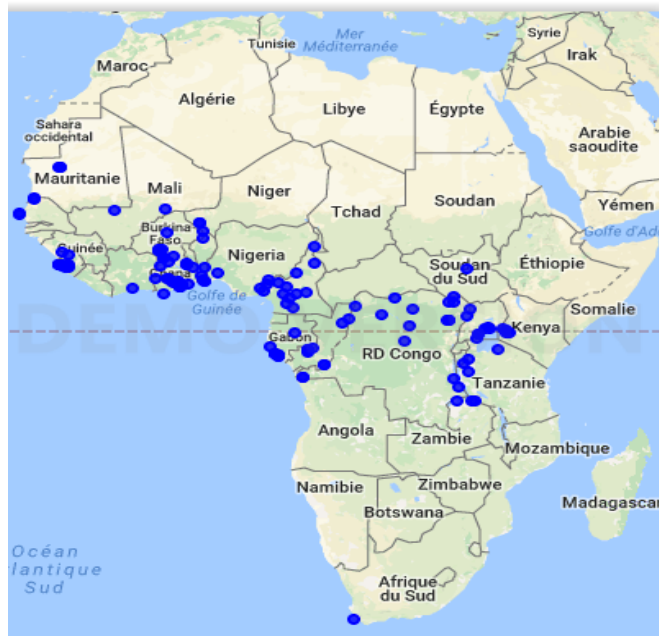 Mer
Méditerranée
Tunisie
Syrie
Irak
Maroc
Algérie
Libye
Égypte
Arabie
saoudite
Sahara
occidental
Mauritanie
Mali
Niger
Tchad
Soudan
Yémen
Golfe d'Ad
Burkina
Faso
Guinée
Ghana
Nigeria
Soudan
du Sud
Éthiopie
Somalie
Golfe de
Guinée
Gabon
RD Congo
Kenya
Tanzanie
Angola
Zambie
Mozambique
Namibie
Zimbabwe
Botswana
Madagascar
Océan
tlantique
Sud
Afrique
du Sud